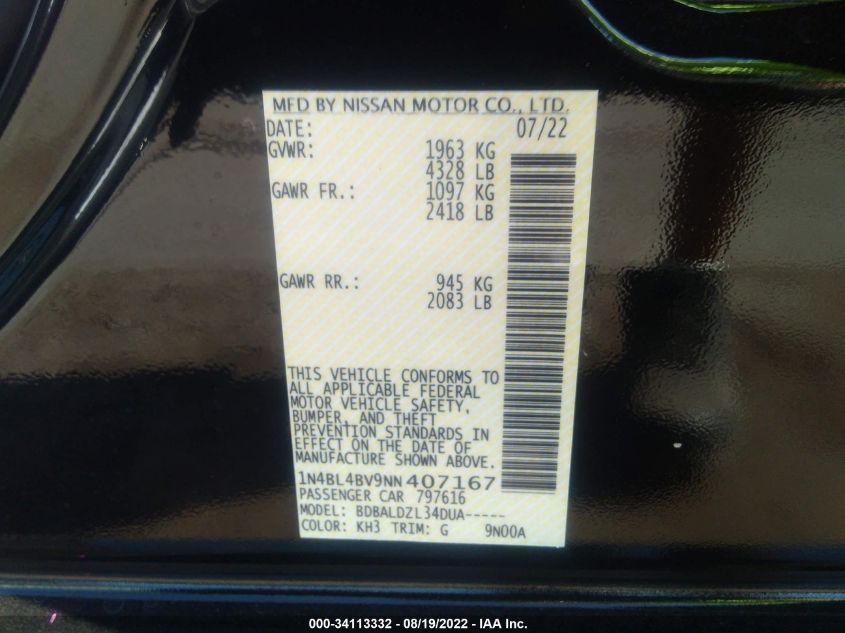 MFD BY NISSAN MOTOR CO., LTD.
DATE: 07/22
GVWR: 1963 KG
4328 LB
GAWR FR.: 1097 KG
2418 LB
GAWR RR.: 945 KG
2083 LB
THIS VEHICLE CONFORMS TO
ALL APPLICABLE FEDERAL
MOTOR VEHICLE SAFETY,
BUMPER, AND THEFT
PREVENTION STANDARDS IN
EFFECT ON THE DATE OF
MANUFACTURE SHOWN ABOVE.
1N4BL4BV9NN407167
PASSENGER CAR 797616
MODEL: BDBALDZL34DUA-----
COLOR: KH3 TRIM: G 9N00A
000-34113332 - 08/19/2022 - IAA Inc.